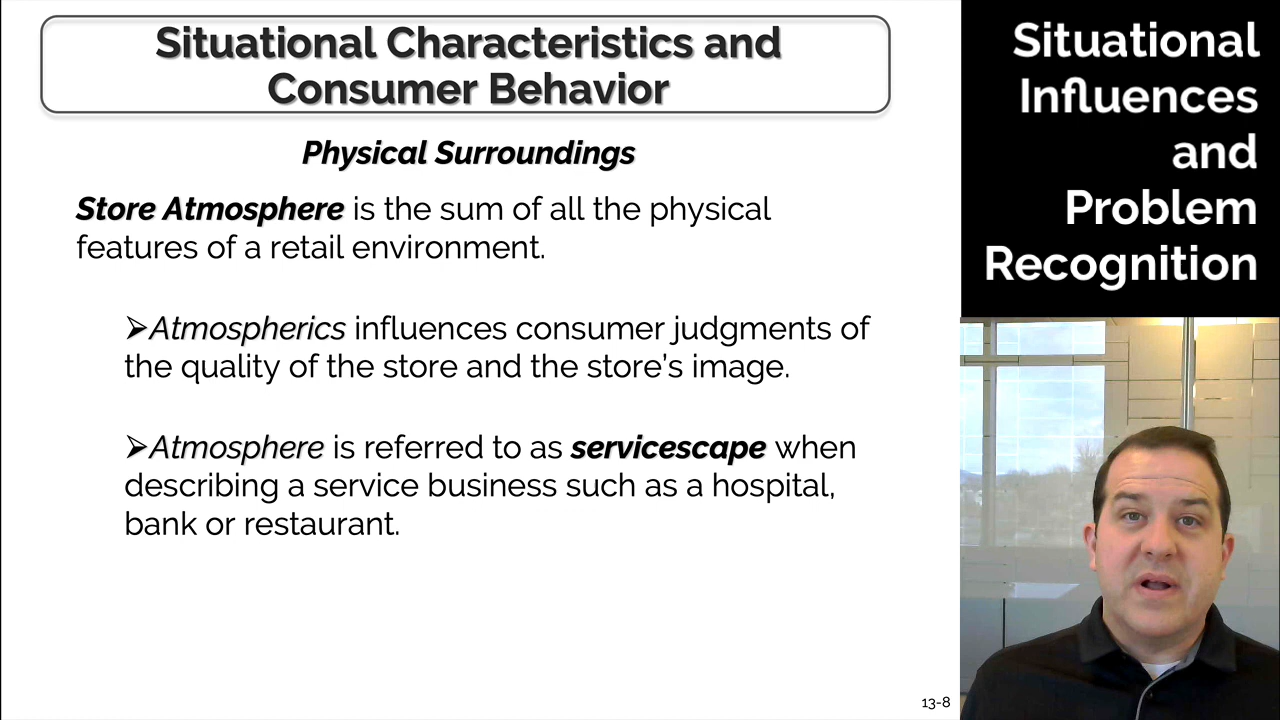 Situational Characteristics and
Consumer Behavior
Physical Surroundings
Store Atmosphere is the sum of all the physical
features of a retail environment.
➢Atmospherics influences consumer judgments of
the quality of the store and the store’s image.
➢Atmosphere is referred to as servicescape when
describing a service business such as a hospital,
bank or restaurant.
13-8
Situational
Influences
and
Problem
Recognition